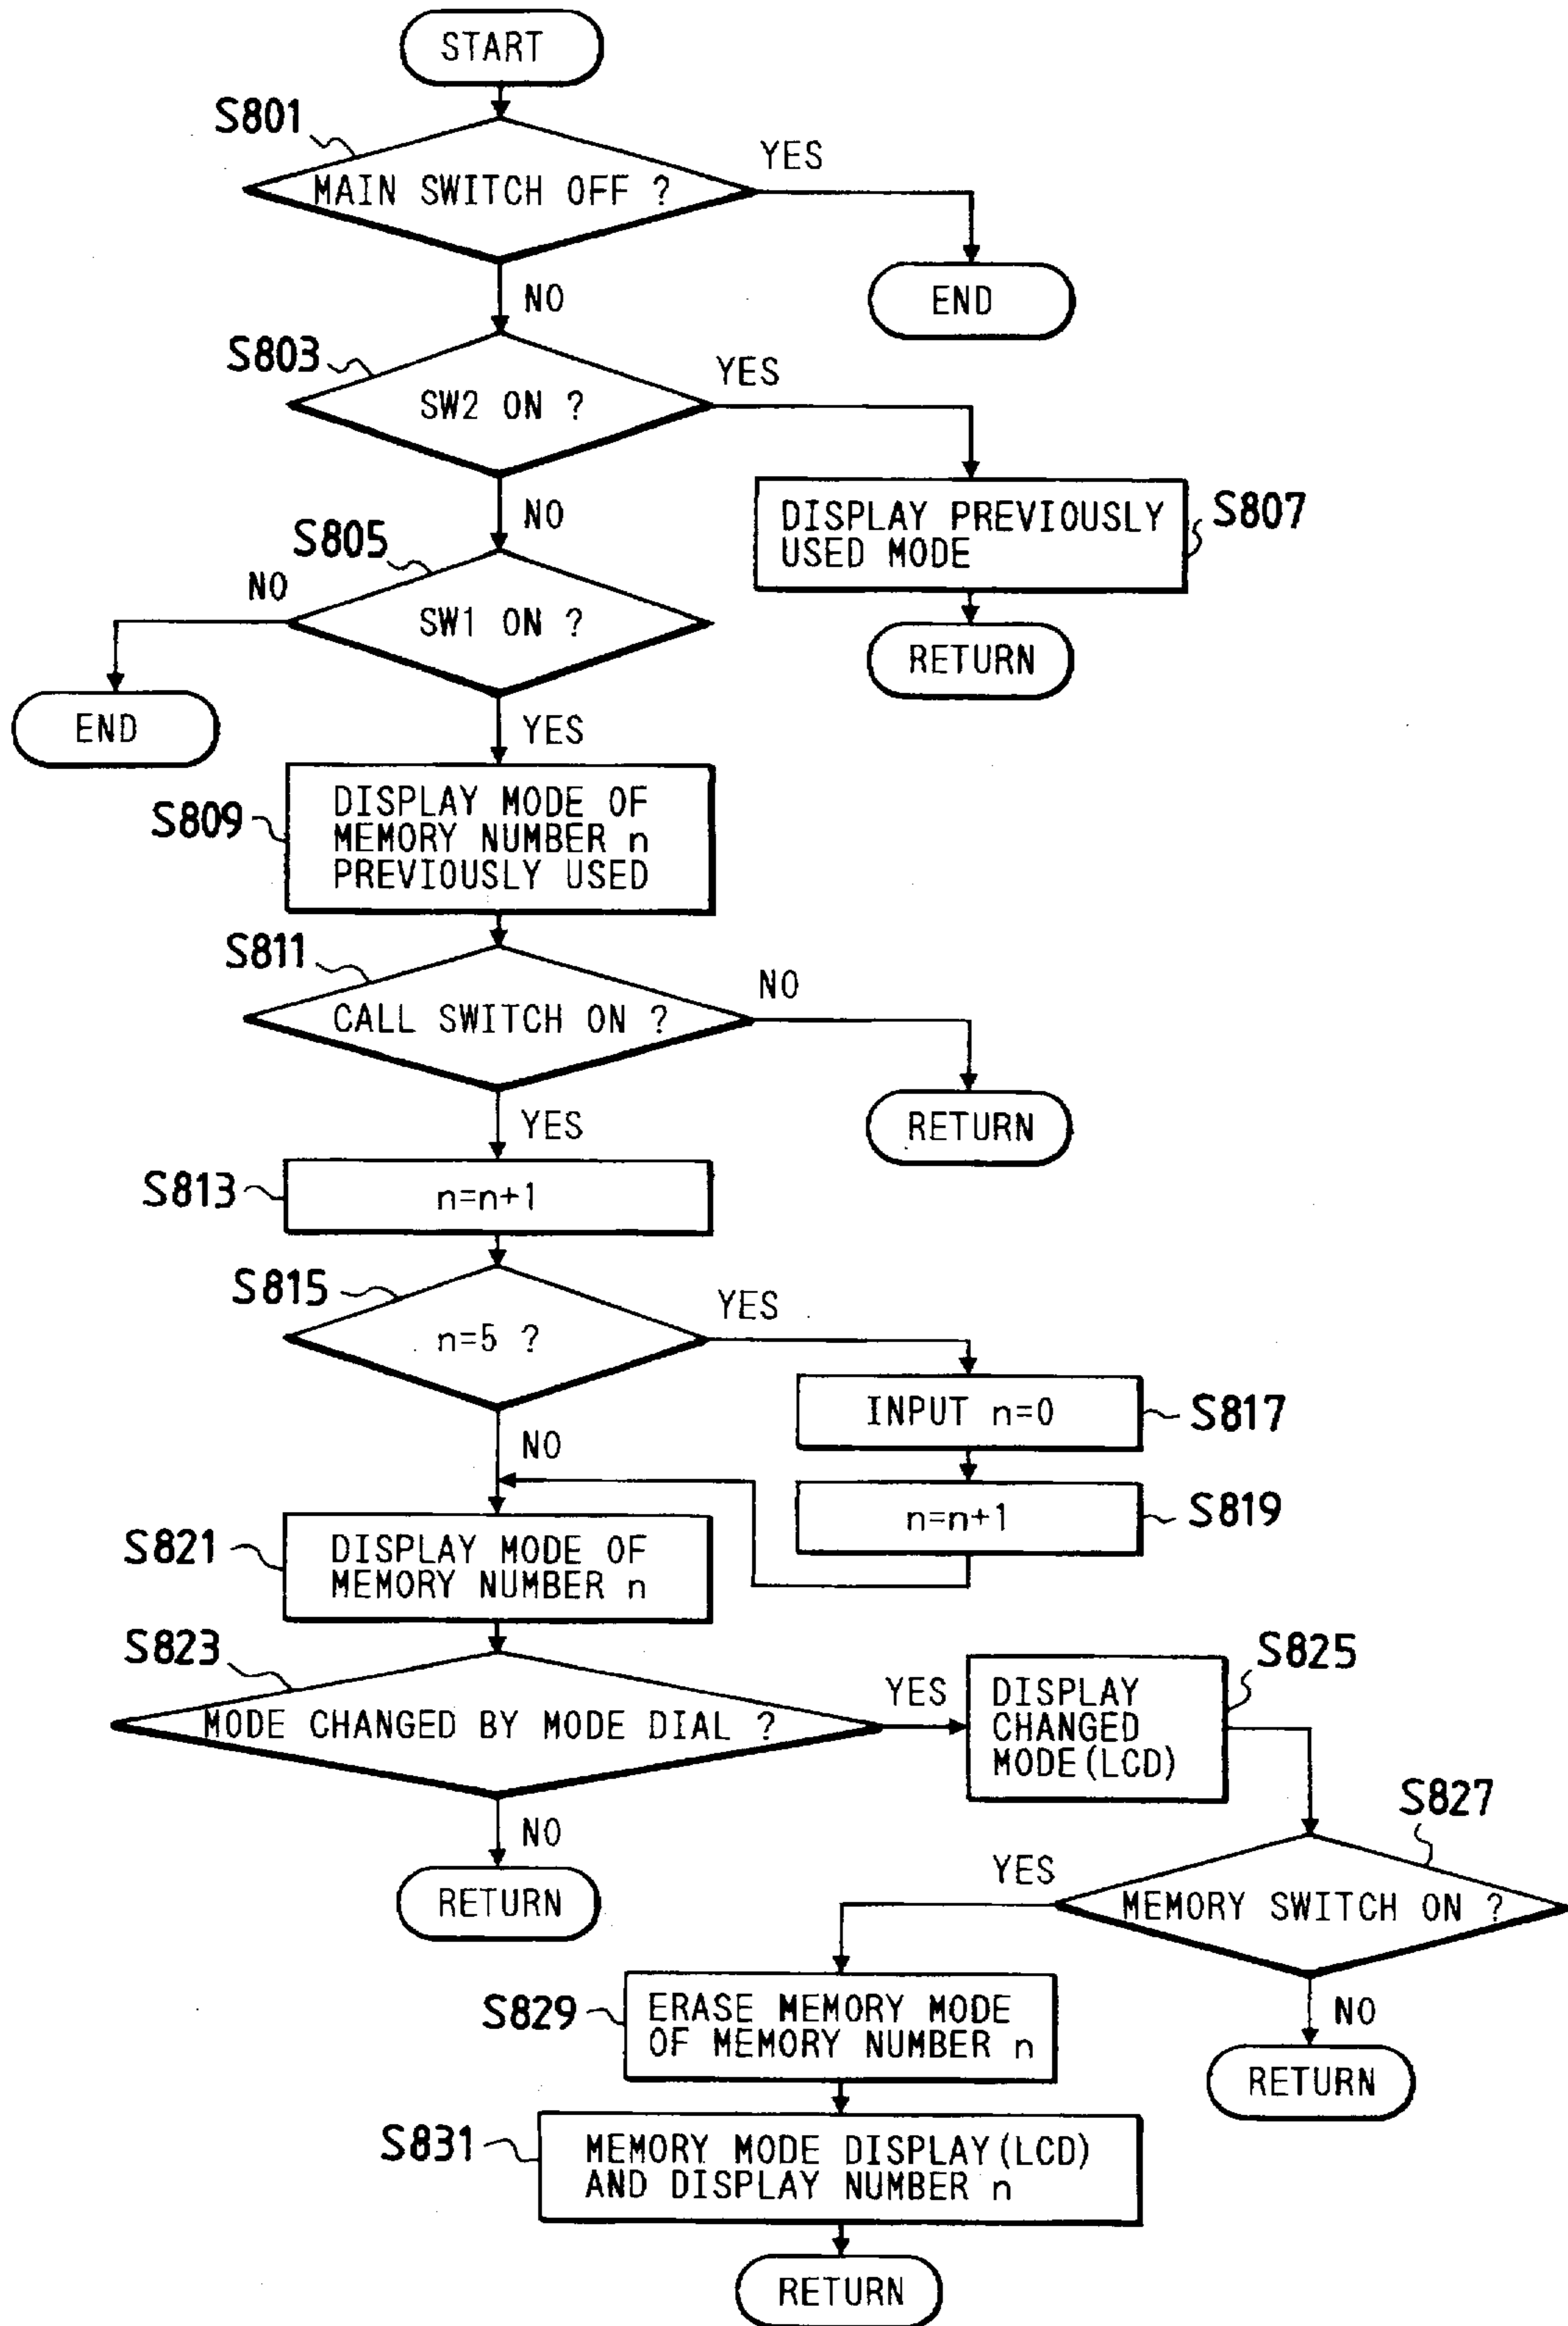 START
S801
MAIN SWITCH OFF ?
YES
END
NO
S803
SW2 ON ?
YES
NO
DISPLAY PREVIOUSLY
USED MODE
S807
RETURN
S805
NO
SW1 ON ?
END
YES
S809
DISPLAY MODE OF
MEMORY NUMBER n
PREVIOUSLY USED
S811
CALL SWITCH ON ?
NO
RETURN
YES
S813
n=n+1
S815
n=5 ?
YES
INPUT n=0
S817
NO
n=n+1
S819
S821
DISPLAY MODE OF
MEMORY NUMBER n
S823
MODE CHANGED BY MODE DIAL ?
YES
DISPLAY
CHANGED
MODE(LCD)
S825
NO
RETURN
S827
MEMORY SWITCH ON ?
YES
NO
RETURN
S829
ERASE MEMORY MODE
OF MEMORY NUMBER n
S831
MEMORY MODE DISPLAY(LCD)
AND DISPLAY NUMBER n
RETURN